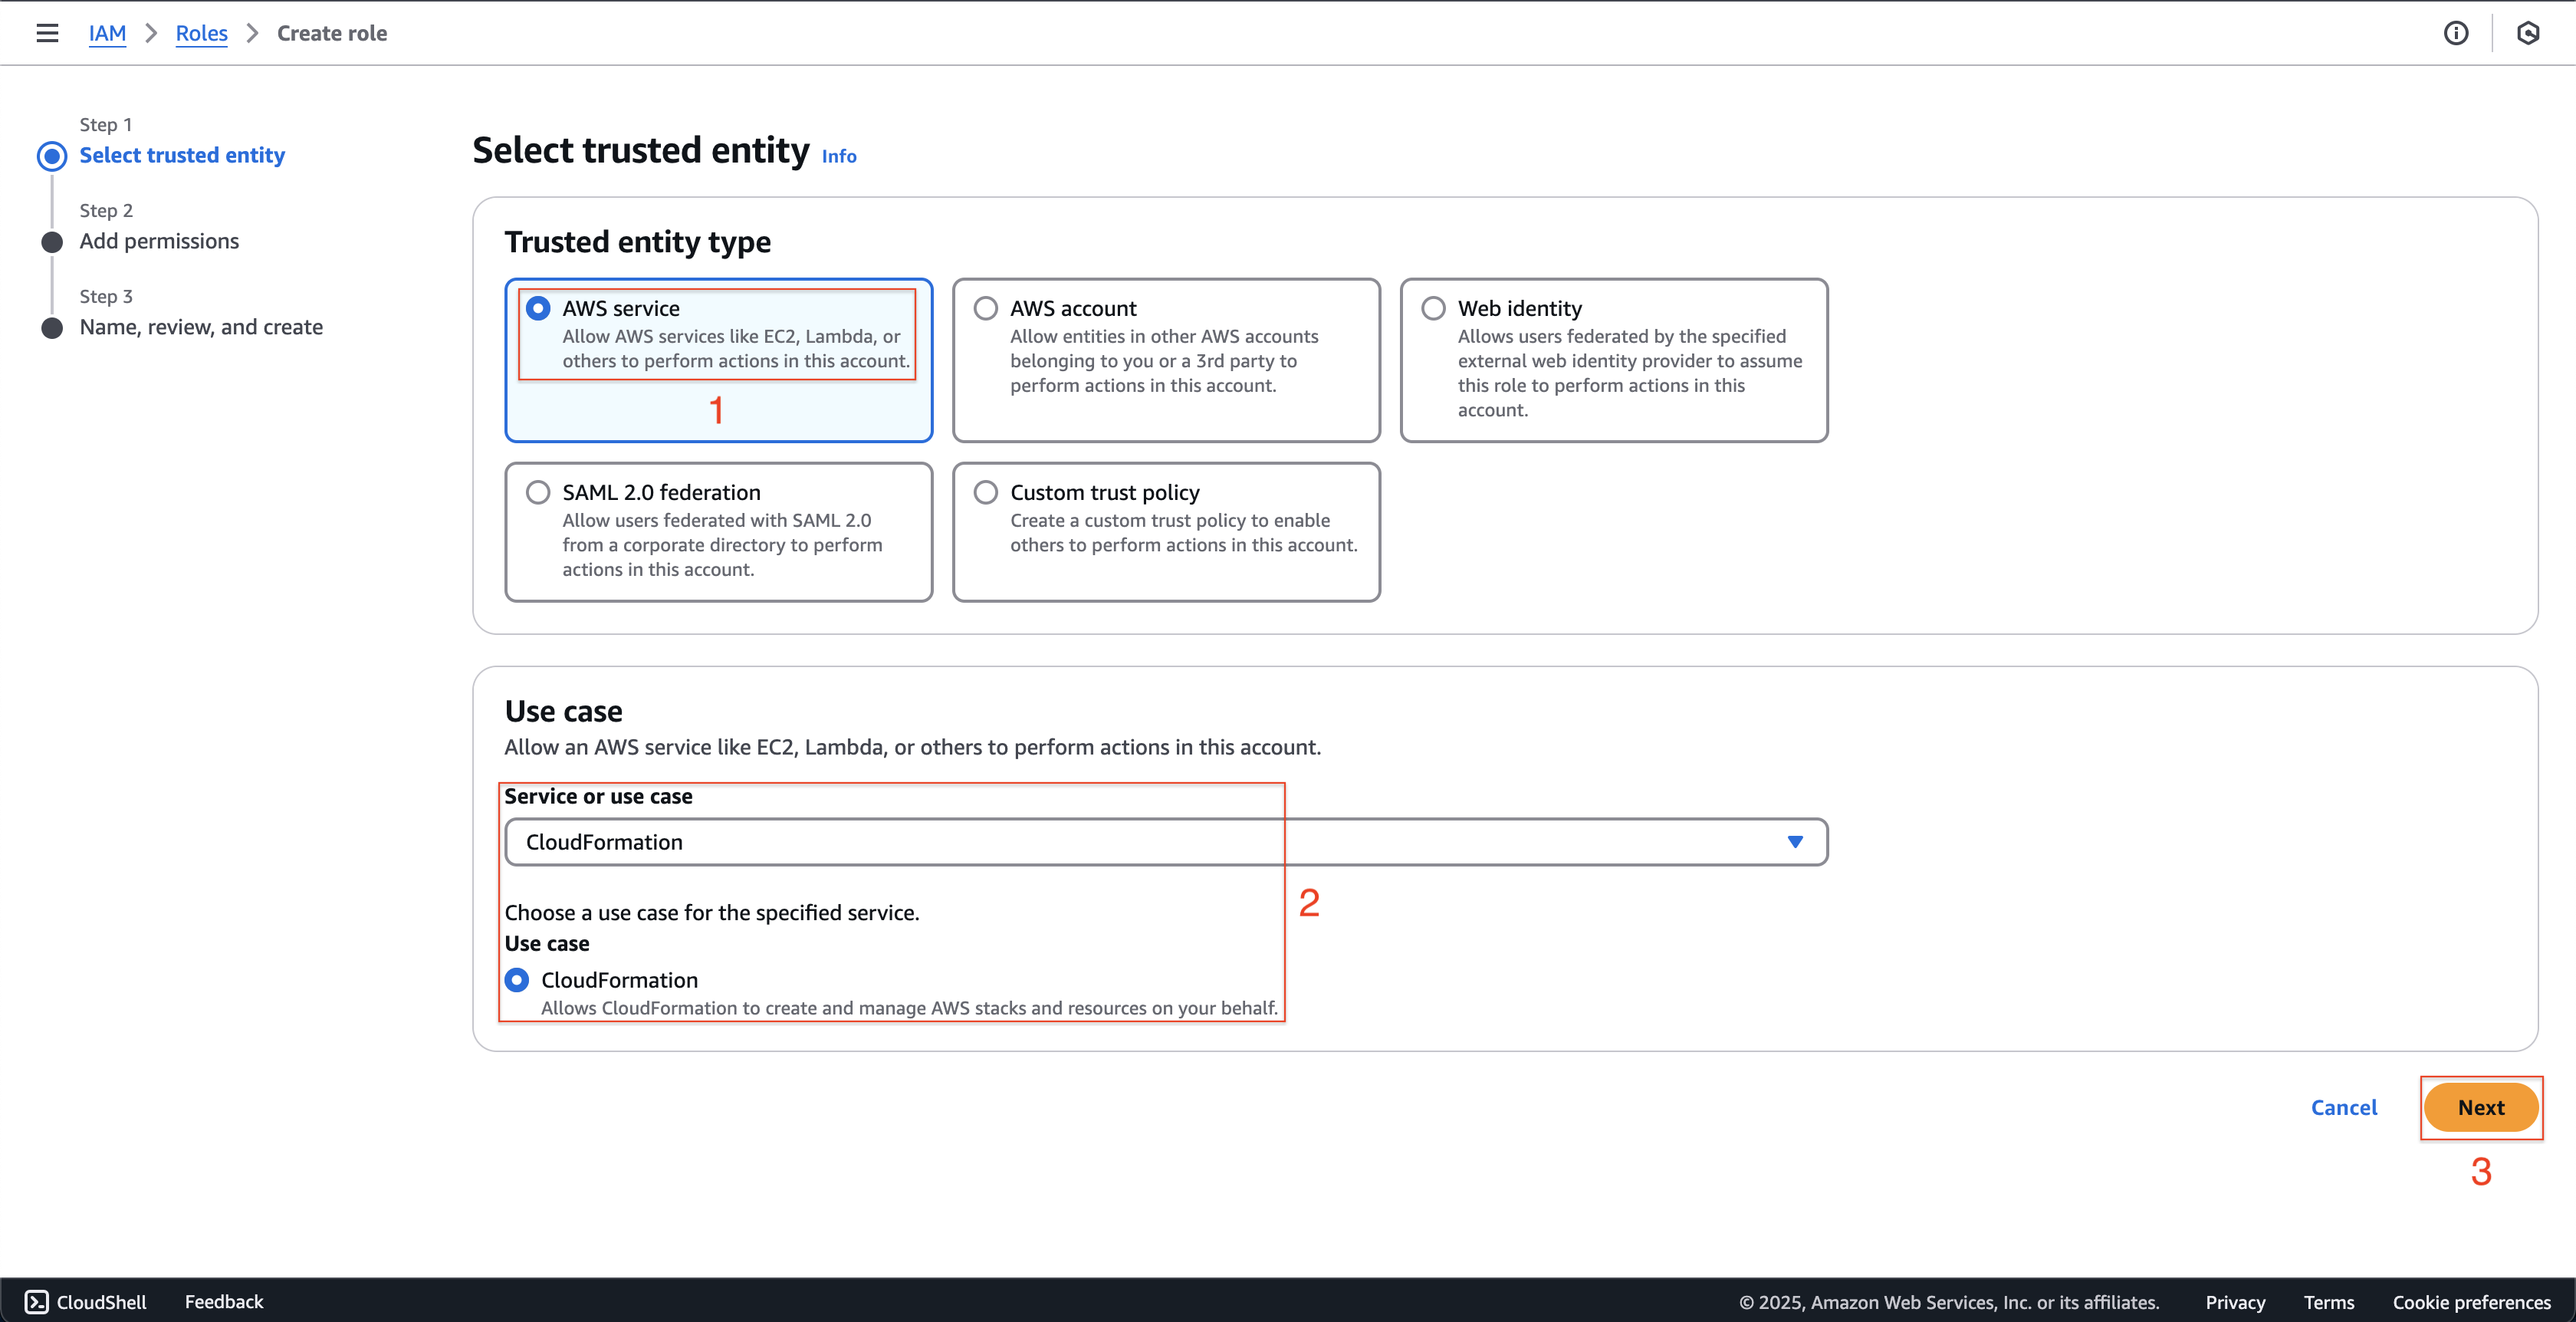 IAM > Roles > Create role
Step 1
Select trusted entity
Step 2
Add permissions
Step 3
Name, review, and create
Select trusted entity Info
Trusted entity type
AWS service
Allow AWS services like EC2, Lambda, or
others to perform actions in this account.
1
AWS account
Allow entities in other AWS accounts
belonging to you or a 3rd party to
perform actions in this account.
Web identity
Allows users federated by the specified
external web identity provider to assume
this role to perform actions in this
account.
SAML 2.0 federation
Allow users federated with SAML 2.0
from a corporate directory to perform
actions in this account.
Custom trust policy
Create a custom trust policy to enable
others to perform actions in this account.
Use case
Allow an AWS service like EC2, Lambda, or others to perform actions in this account.
Service or use case
CloudFormation
2
Choose a use case for the specified service.
Use case
CloudFormation
Allows CloudFormation to create and manage AWS stacks and resources on your behalf.
Cancel Next
3
CloudShell Feedback © 2025, Amazon Web Services, Inc. or its affiliates. Privacy Terms Cookie preferences